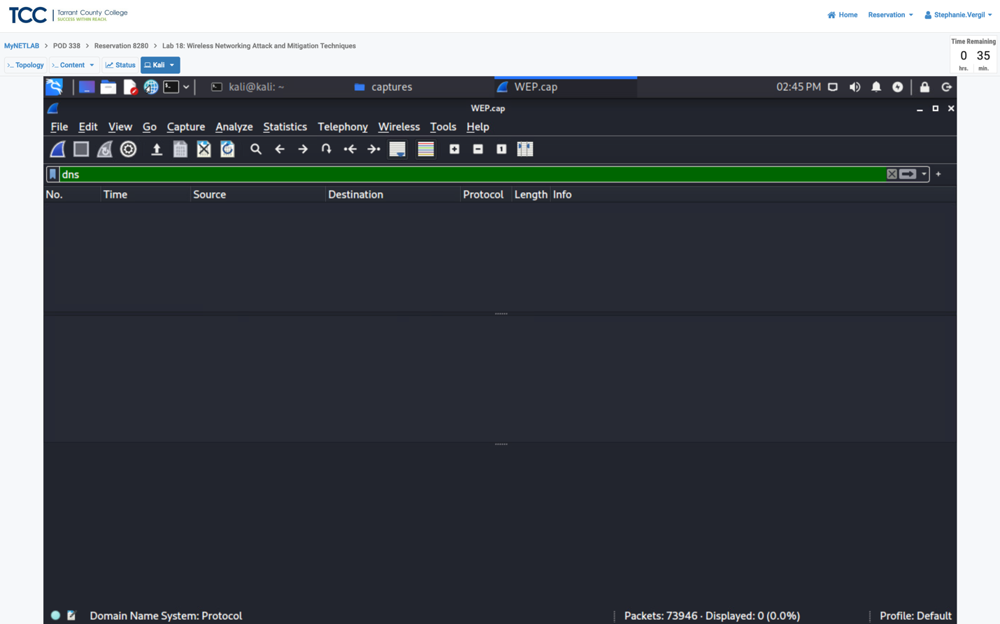 TCC | Tarrant County College
SUCCESS WITHIN REACH.
Home Reservation Stephanie.Vergil
MyNETLAB > POD 338 > Reservation 8280 > Lab 18: Wireless Networking Attack and Mitigation Techniques
Time Remaining
0 35
hrs. min.
>_ Topology >_ Content Status Kali
kali@kali: ~ captures WEP.cap 02:45 PM
WEP.cap
File Edit View Go Capture Analyze Statistics Telephony Wireless Tools Help
dns
No. Time Source Destination Protocol Length Info
Domain Name System: Protocol Packets: 73946 · Displayed: 0 (0.0%) Profile: Default